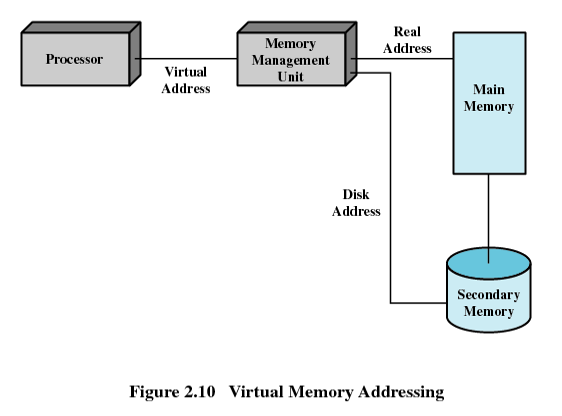 Processor
Virtual
Address
Memory
Management
Unit
Real
Address
Main
Memory
Disk
Address
Secondary
Memory
Figure 2.10 Virtual Memory Addressing